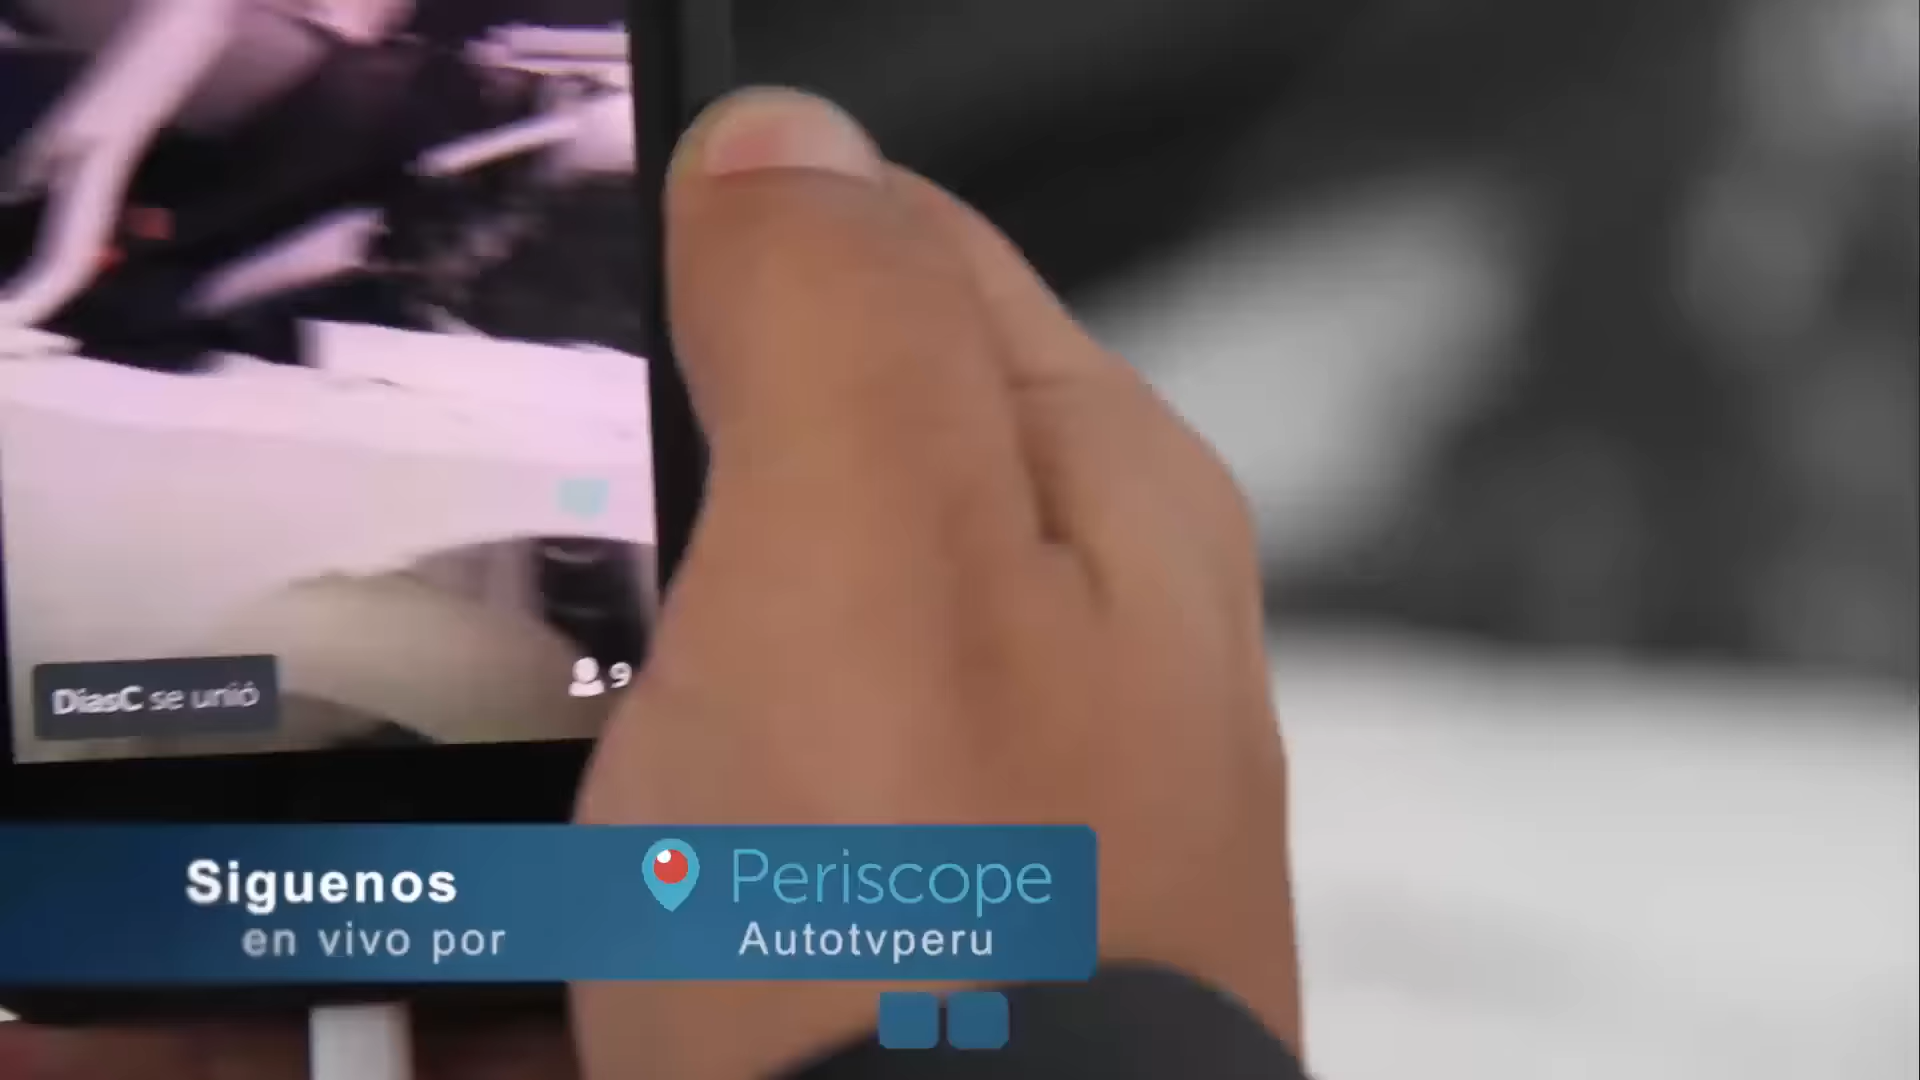 DiasC se unió
9
Siguenos
en vivo por
Periscope
Autotvperu